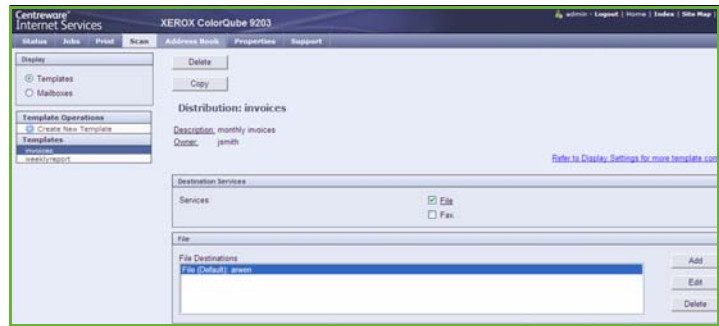 Centreware®
Internet Services
XEROX ColorQube 9203
admin - Logout | Home | Index | Site Map |
Status Jobs Print Scan Address Book Properties Support
Display
Templates
Mailboxes
Template Operations
Create New Template
Templates
invoices
weeklyreport
Delete
Copy
Distribution: invoices
Description: monthly invoices
Owner: jsmith
Refer to Display Settings for more template con
Destination Services
Services:
File
Fax
File
File Destinations
File (Default): arwen
Add
Edit
Delete